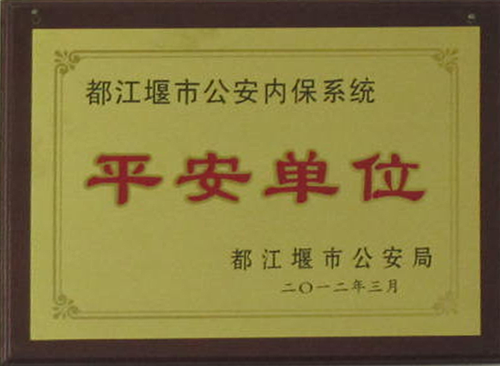 都江堰市公安内保系统
平安单位
都江堰市公安局
二〇一二年三月